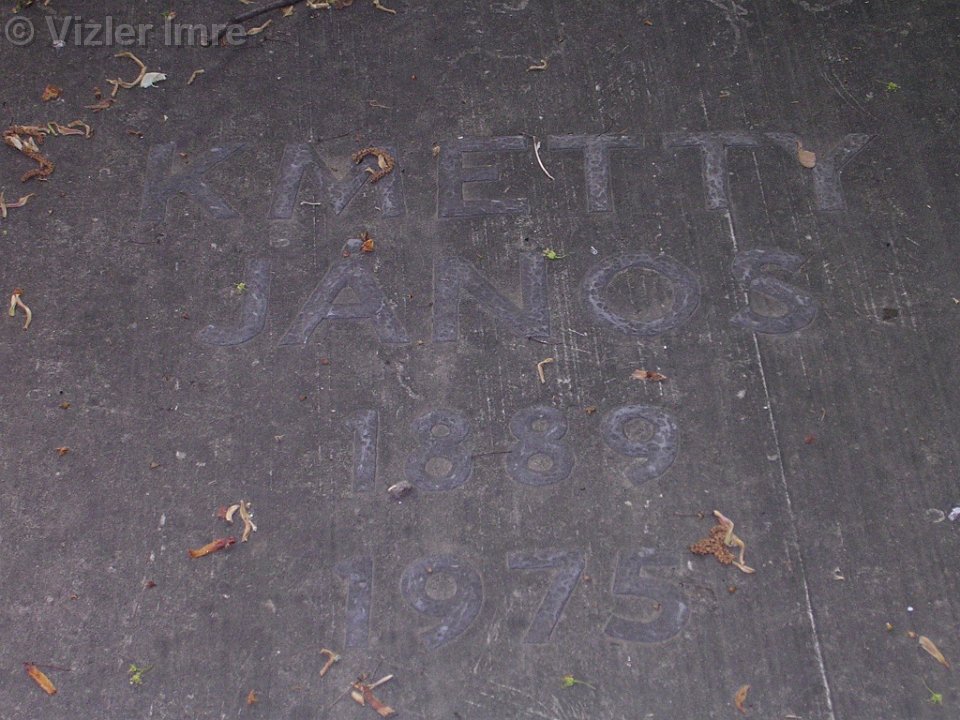 © Vizler Imre
KMETTY
JÁNOS
1889
1975